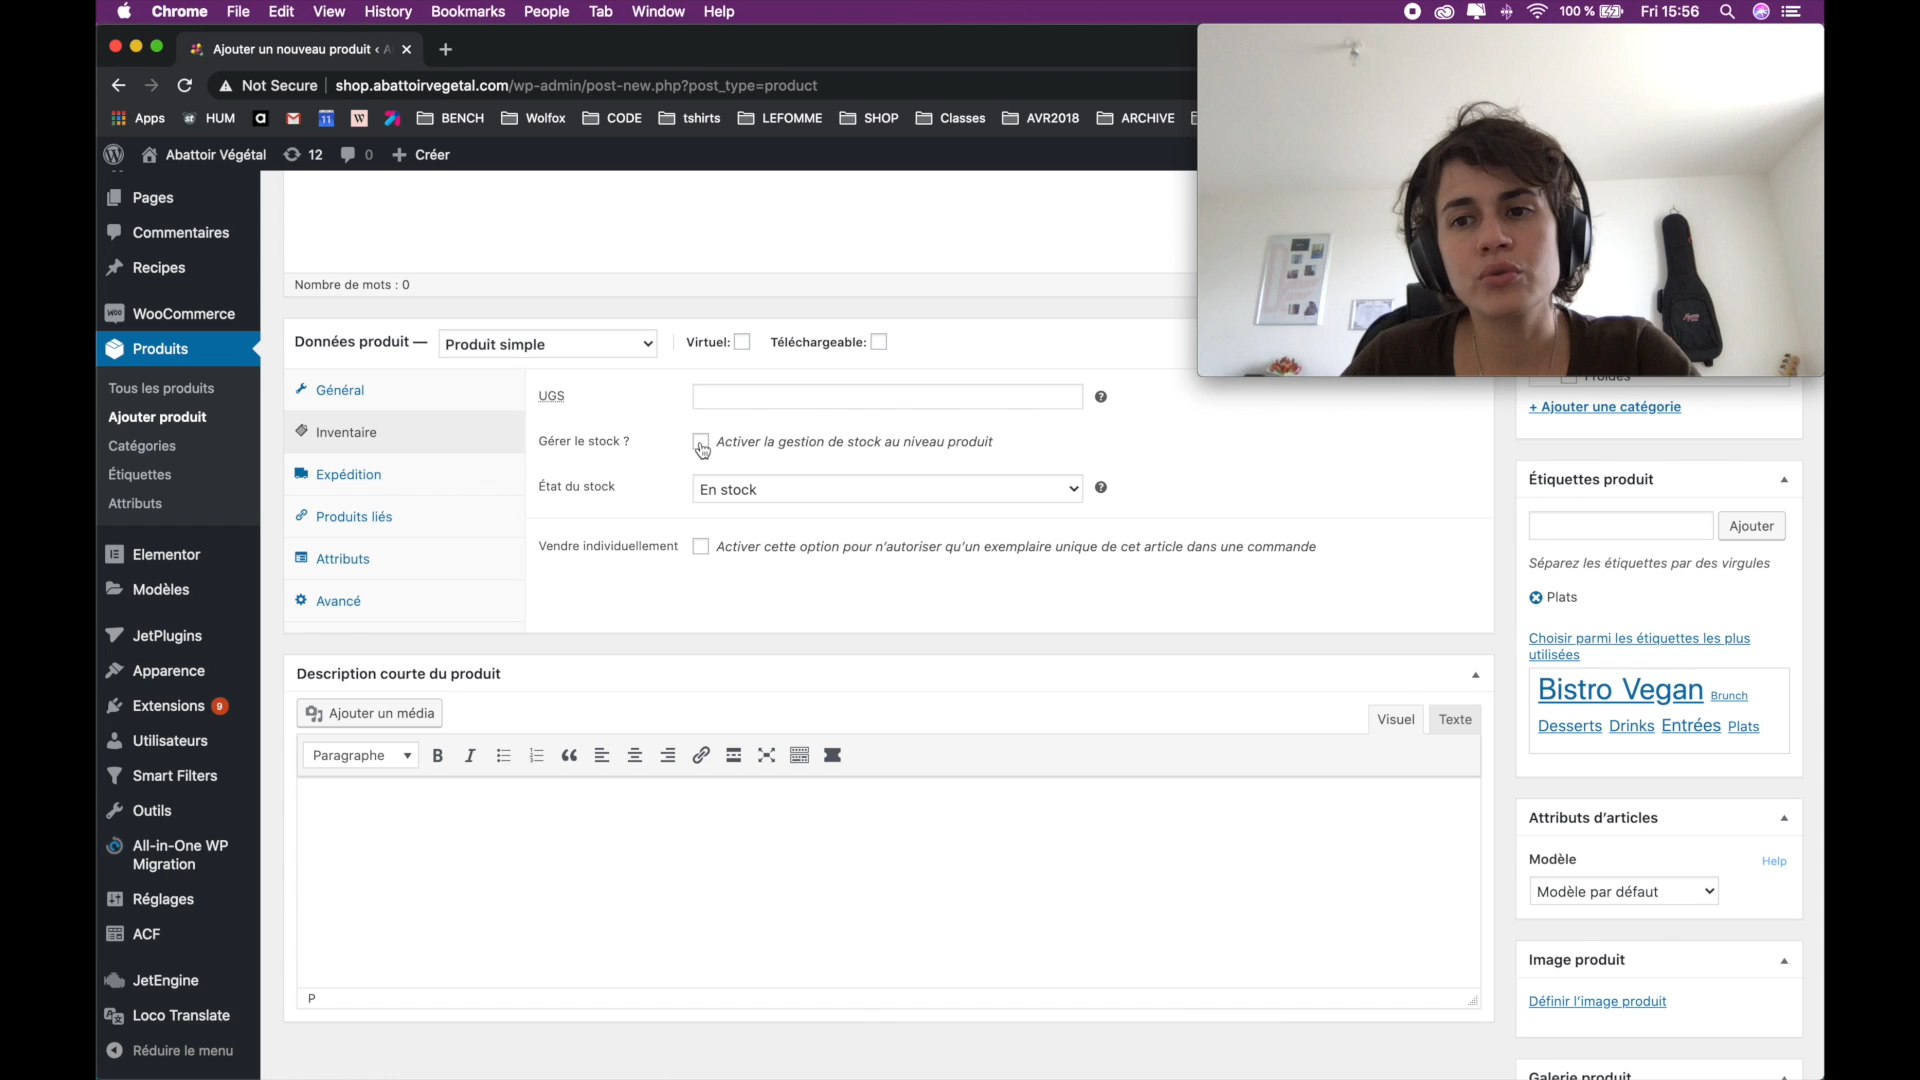 Chrome File Edit View History Bookmarks People Tab Window Help
100 % Fri 15:56
Ajouter un nouveau produit ‹ A
Not Secure shop.abattoirvegetal.com/wp-admin/post-new.php?post_type=product
Apps HUM BENCH Wolfox CODE tshirts LEFOMME SHOP Classes AVR2018 ARCHIVE
Abattoir Végétal 12 0 Créer
Pages
Commentaires
Recipes
WooCommerce
Produits
Tous les produits
Ajouter produit
Catégories
Étiquettes
Attributs
Elementor
Modèles
JetPlugins
Apparence
Extensions 9
Utilisateurs
Smart Filters
Outils
All-in-One WP
Migration
Réglages
ACF
JetEngine
Loco Translate
Réduire le menu
Nombre de mots : 0
Données produit — Produit simple Virtuel: Téléchargeable:
Général
Inventaire
Expédition
Produits liés
Attributs
Avancé
UGS
Gérer le stock ? Activer la gestion de stock au niveau produit
État du stock En stock
Vendre individuellement Activer cette option pour n'autoriser qu'un exemplaire unique de cet article dans une commande
Description courte du produit
Ajouter un média
Visuel Texte
Paragraphe
P
+ Ajouter une catégorie
Étiquettes produit
Ajouter
Séparez les étiquettes par des virgules
Plats
Choisir parmi les étiquettes les plus
utilisées
Bistro Vegan Brunch
Desserts Drinks Entrées Plats
Attributs d'articles
Modèle Help
Modèle par défaut
Image produit
Définir l'image produit
Galerie produit